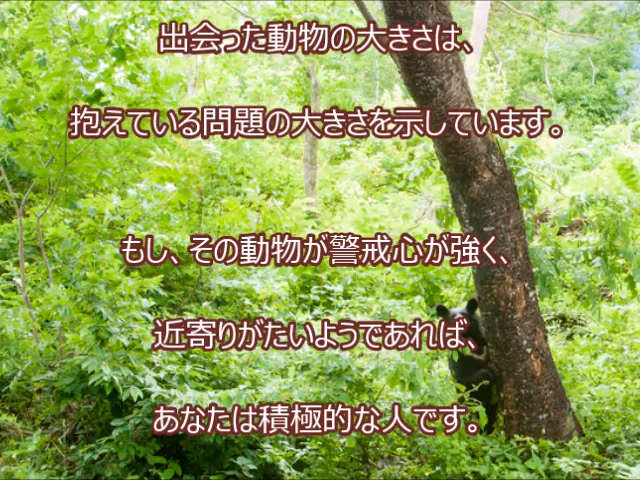 出会った動物の大きさは、
抱えている問題の大きさを示しています。
もし、その動物が警戒心が強く、
近寄りがたいようであれば、
あなたは積極的な人です。